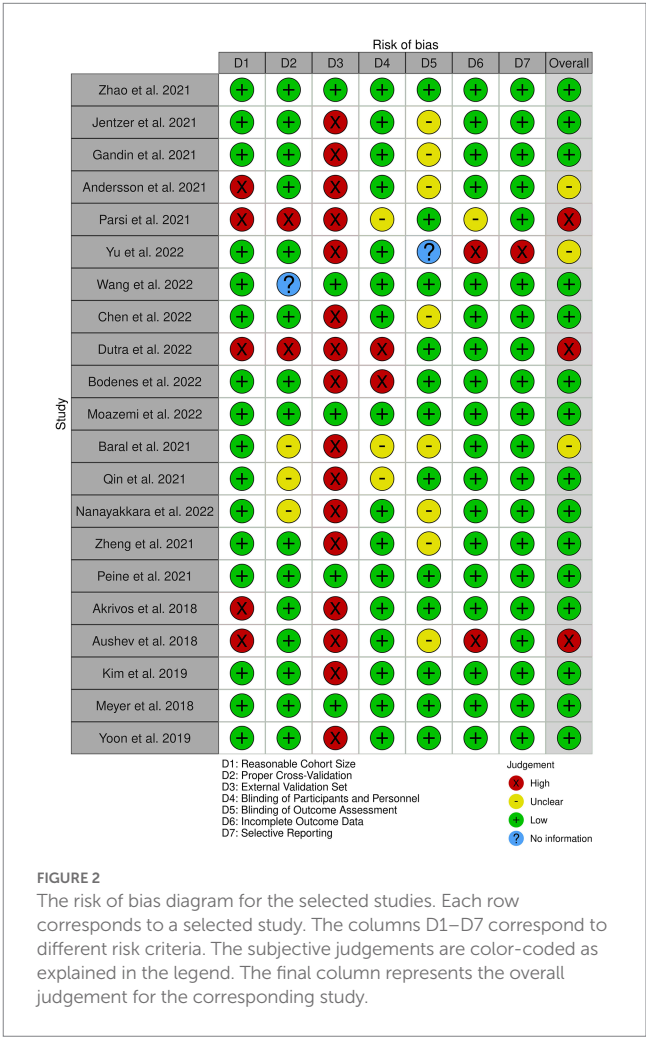 Risk of bias
D1 D2 D3 D4 D5 D6 D7 Overall
Study
Zhao et al. 2021 + + + + + + + +
Jentzer et al. 2021 + + X + - + + +
Gandin et al. 2021 + + X + - + + +
Andersson et al. 2021 X + X + - + + -
Parsi et al. 2021 X X X - + - + X
Yu et al. 2022 + + X + ? X X -
Wang et al. 2022 + ? + + + + + +
Chen et al. 2022 + + X + - + + +
Dutra et al. 2022 X X X X + + + X
Bodenes et al. 2022 + + X X + + + +
Moazemi et al. 2022 + + + + + + + +
Baral et al. 2021 + - X - - + + -
Qin et al. 2021 + - X - + + + +
Nanayakkara et al. 2022 + - X + - + + +
Zheng et al. 2021 + + X + - + + +
Peine et al. 2021 + + + + + + + +
Akrivos et al. 2018 X + X + + + + +
Aushev et al. 2018 X + X + - X + X
Kim et al. 2019 + + X + + + + +
Meyer et al. 2018 + + + + + + + +
Yoon et al. 2019 + + X + + + + +
D1: Reasonable Cohort Size
D2: Proper Cross-Validation
D3: External Validation Set
D4: Blinding of Participants and Personnel
D5: Blinding of Outcome Assessment
D6: Incomplete Outcome Data
D7: Selective Reporting
Judgement
X High
- Unclear
+ Low
? No information
FIGURE 2
The risk of bias diagram for the selected studies. Each row
corresponds to a selected study. The columns D1–D7 correspond to
different risk criteria. The subjective judgements are color-coded as
explained in the legend. The final column represents the overall
judgement for the corresponding study.